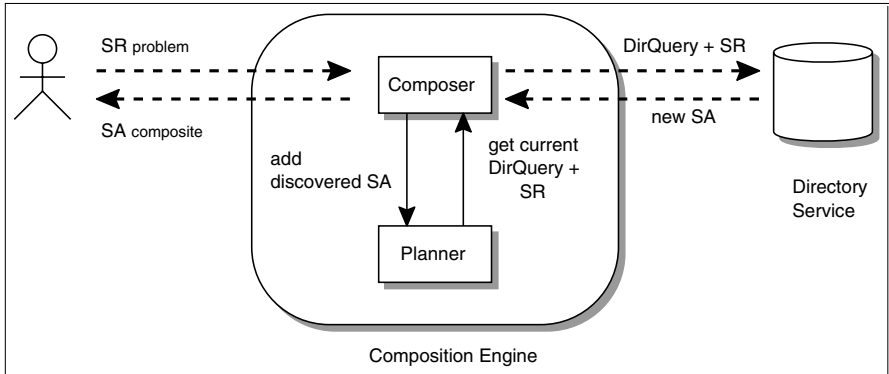 SR problem
SA composite
Composer
Planner
add
discovered SA
get current
DirQuery +
SR
DirQuery + SR
new SA
Directory
Service
Composition Engine